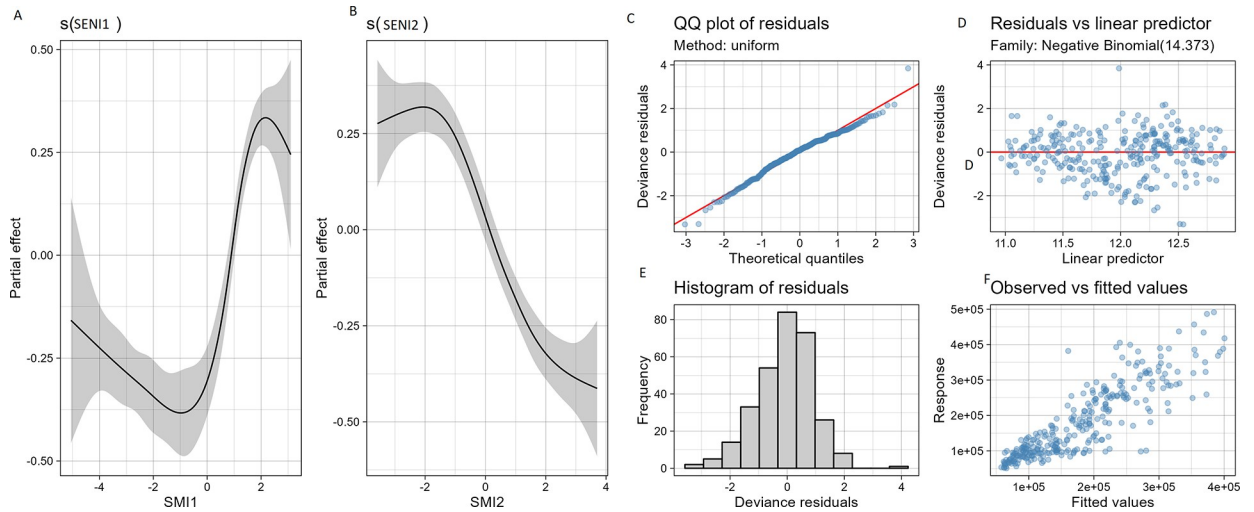 A
s(SENI1 )
0.50
0.25
0.00
-0.25
-0.50
Partial effect
-4 -2 0 2
SMI1
B
s(SENI2 )
0.25
0.00
-0.25
-0.50
Partial effect
-2 0 2 4
SMI2
C
QQ plot of residuals
Method: uniform
4
2
0
-2
Deviance residuals
-3 -2 -1 0 1 2 3
Theoretical quantiles
D
Residuals vs linear predictor
Family: Negative Binomial(14.373)
4
2
0
D
-2
Deviance residuals
11.0 11.5 12.0 12.5
Linear predictor
E
Histogram of residuals
80
60
40
20
0
Frequency
-2 0 2 4
Deviance residuals
F
Observed vs fitted values
5e+05
4e+05
3e+05
2e+05
1e+05
Response
1e+05 2e+05 3e+05 4e+05
Fitted values